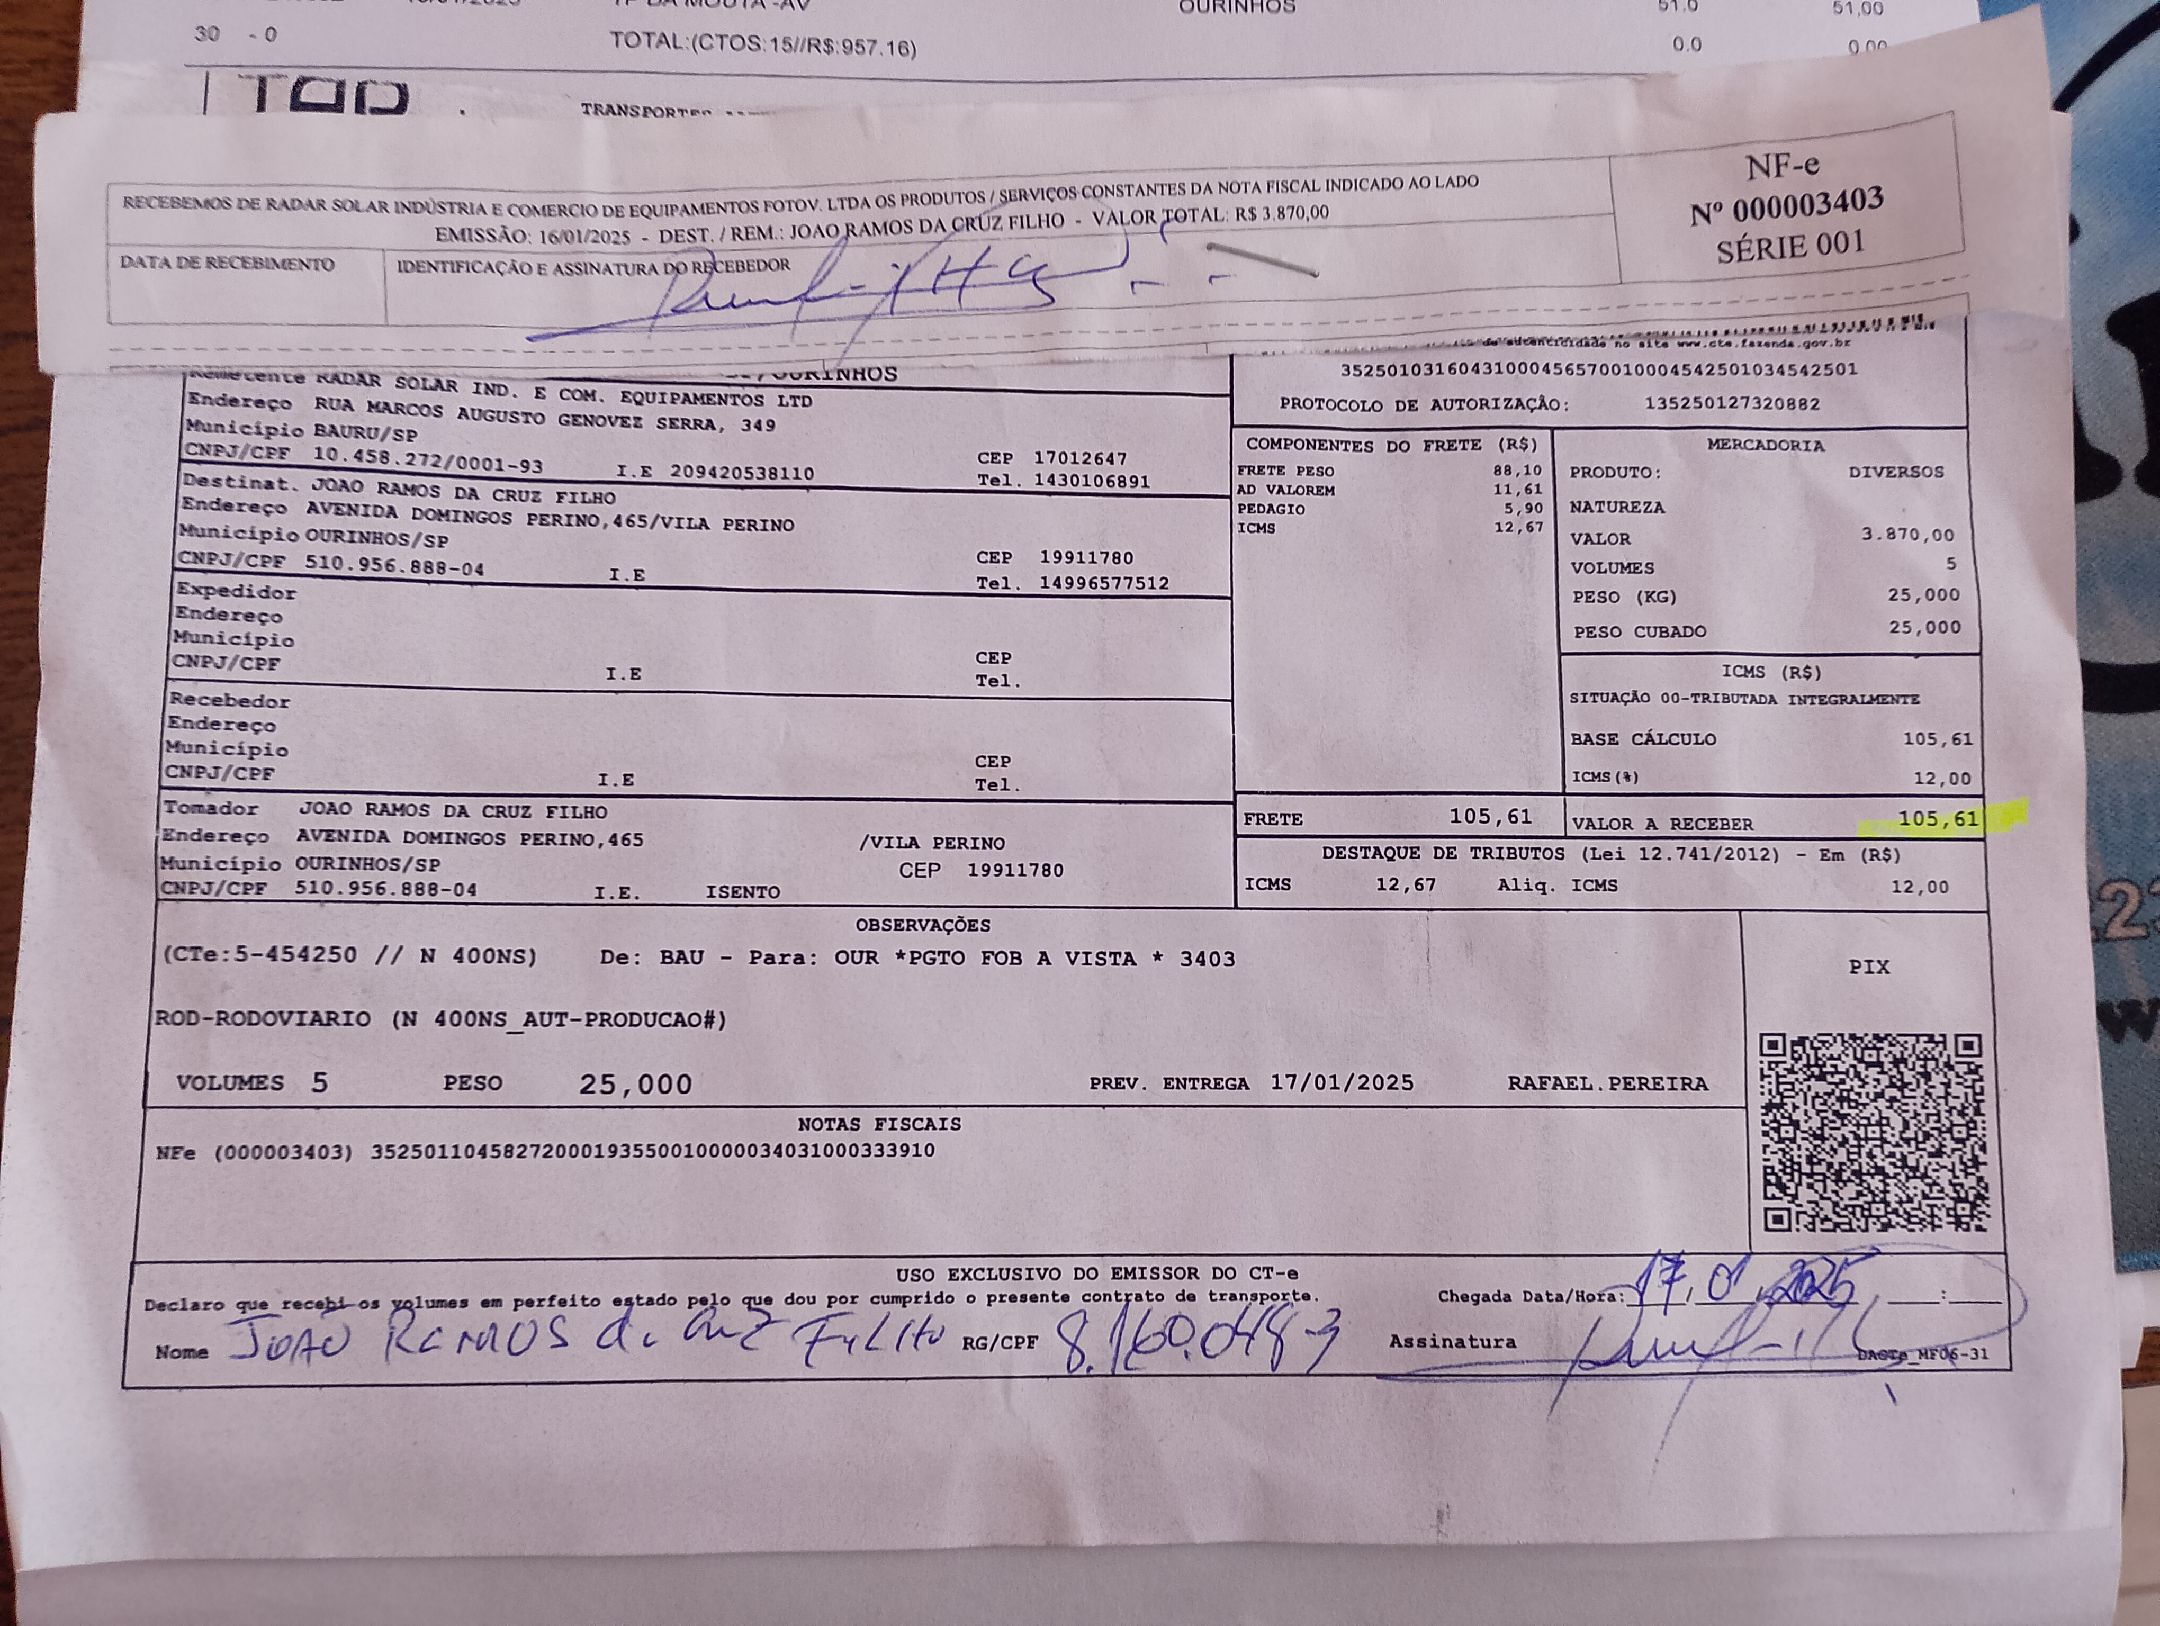 OURINHOS 51.0 51,00
30 - 0 TOTAL:(CTOS:15//R$:957.16) 0.0 0.00
RECEBEMOS DE RADAR SOLAR INDÚSTRIA E COMERCIO DE EQUIPAMENTOS FOTOV. LTDA OS PRODUTOS / SERVIÇOS CONSTANTES DA NOTA FISCAL INDICADO AO LADO
EMISSÃO: 16/01/2025 - DEST. / REM.: JOAO RAMOS DA CRUZ FILHO - VALOR TOTAL: R$ 3.870,00
DATA DE RECEBIMENTO
IDENTIFICAÇÃO E ASSINATURA DO RECEBEDOR
NF-e
Nº 000003403
SÉRIE 001
de autenticidade no site www.cte.fazenda.gov.br
35250103160431000456570010004542501034542501
PROTOCOLO DE AUTORIZAÇÃO: 135250127320882
/OURINHOS
Remetente RADAR SOLAR IND. E COM. EQUIPAMENTOS LTD
Endereço RUA MARCOS AUGUSTO GENOVEZ SERRA, 349
Município BAURU/SP
CEP 17012647
CNPJ/CPF 10.458.272/0001-93 I.E 209420538110 Tel. 1430106891
Destinat. JOAO RAMOS DA CRUZ FILHO
Endereço AVENIDA DOMINGOS PERINO,465/VILA PERINO
Município OURINHOS/SP
CEP 19911780
CNPJ/CPF 510.956.888-04 I.E Tel. 14996577512
Expedidor
Endereço
Município
CEP
CNPJ/CPF I.E Tel.
Recebedor
Endereço
Município
CEP
CNPJ/CPF I.E Tel.
Tomador JOAO RAMOS DA CRUZ FILHO
Endereço AVENIDA DOMINGOS PERINO,465 /VILA PERINO
Município OURINHOS/SP CEP 19911780
CNPJ/CPF 510.956.888-04 I.E. ISENTO
COMPONENTES DO FRETE (R$)
FRETE PESO 88,10
AD VALOREM 11,61
PEDAGIO 5,90
ICMS 12,67
MERCADORIA
PRODUTO: DIVERSOS
NATUREZA
VALOR 3.870,00
VOLUMES 5
PESO (KG) 25,000
PESO CUBADO 25,000
ICMS (R$)
SITUAÇÃO 00-TRIBUTADA INTEGRALMENTE
BASE CÁLCULO 105,61
ICMS(%) 12,00
FRETE 105,61
VALOR A RECEBER 105,61
DESTAQUE DE TRIBUTOS (Lei 12.741/2012) - Em (R$)
ICMS 12,67 Aliq. ICMS 12,00
OBSERVAÇÕES
(CTe:5-454250 // N 400NS) De: BAU - Para: OUR *PGTO FOB A VISTA * 3403
PIX
ROD-RODOVIARIO (N 400NS_AUT-PRODUCAO#)
VOLUMES 5 PESO 25,000 PREV. ENTREGA 17/01/2025 RAFAEL.PEREIRA
NOTAS FISCAIS
NFe (000003403) 35250110458272000193550010000034031000333910
USO EXCLUSIVO DO EMISSOR DO CT-e
Declaro que recebi os volumes em perfeito estado pelo que dou por cumprido o presente contrato de transporte. Chegada Data/Hora: 17,01,2025 :
Nome JOAO RAMOS da CRUZ FILHO RG/CPF 8.160.048-3 Assinatura
DACTe_MF06-31